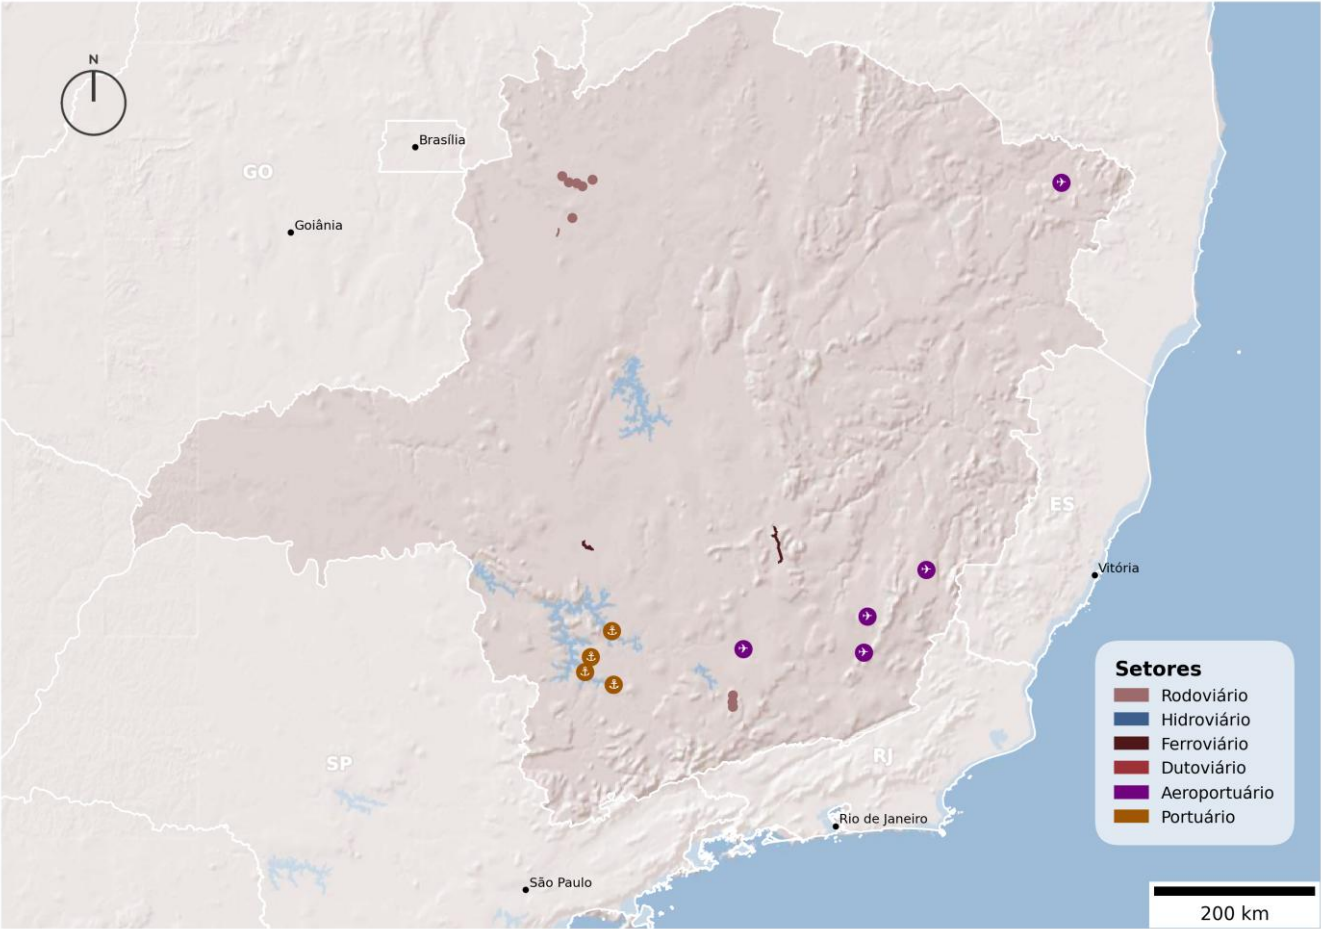 N
Brasília
GO
Goiânia
ES
Vitória
Setores
Rodoviário
Hidroviário
Ferroviário
Dutoviário
Aeroportuário
Portuário
RJ
SP
Rio de Janeiro
São Paulo
200 km